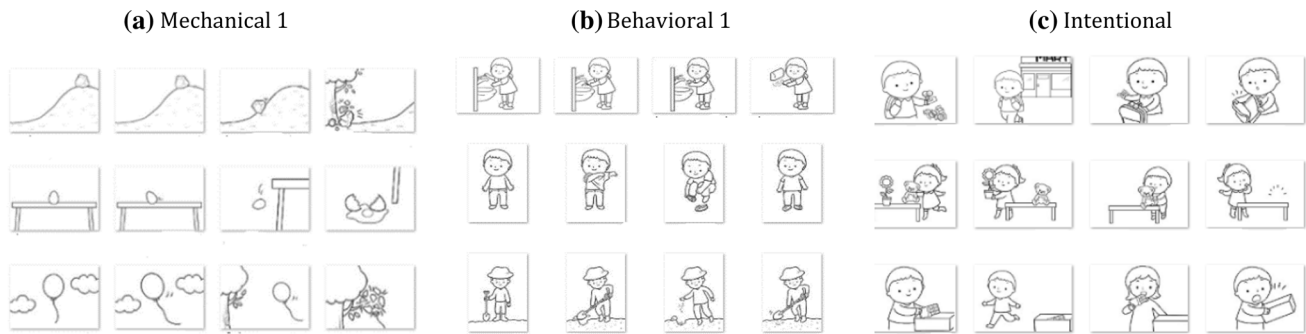 (a) Mechanical 1
(b) Behavioral 1
(c) Intentional
MART